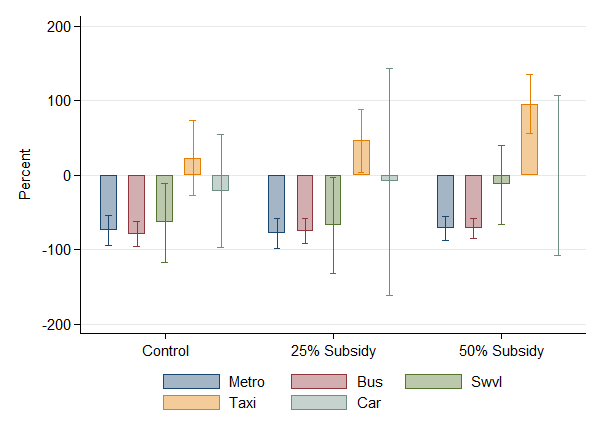 200
100
0
-100
-200
Percent
Control 25% Subsidy 50% Subsidy
Metro Bus Swvl
Taxi Car